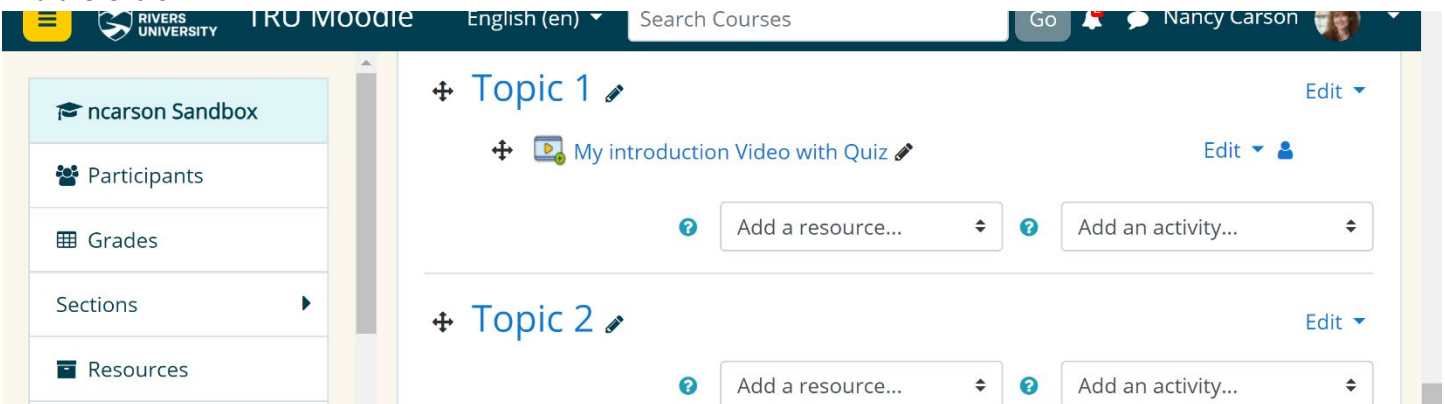 RIVERS
UNIVERSITY
TRU Moodle
English (en)
Search Courses
Go
Nancy Carson
ncarson Sandbox
Participants
Grades
Sections
Resources
Topic 1
Edit
My introduction Video with Quiz
Edit
Add a resource...
Add an activity...
Topic 2
Edit
Add a resource...
Add an activity...